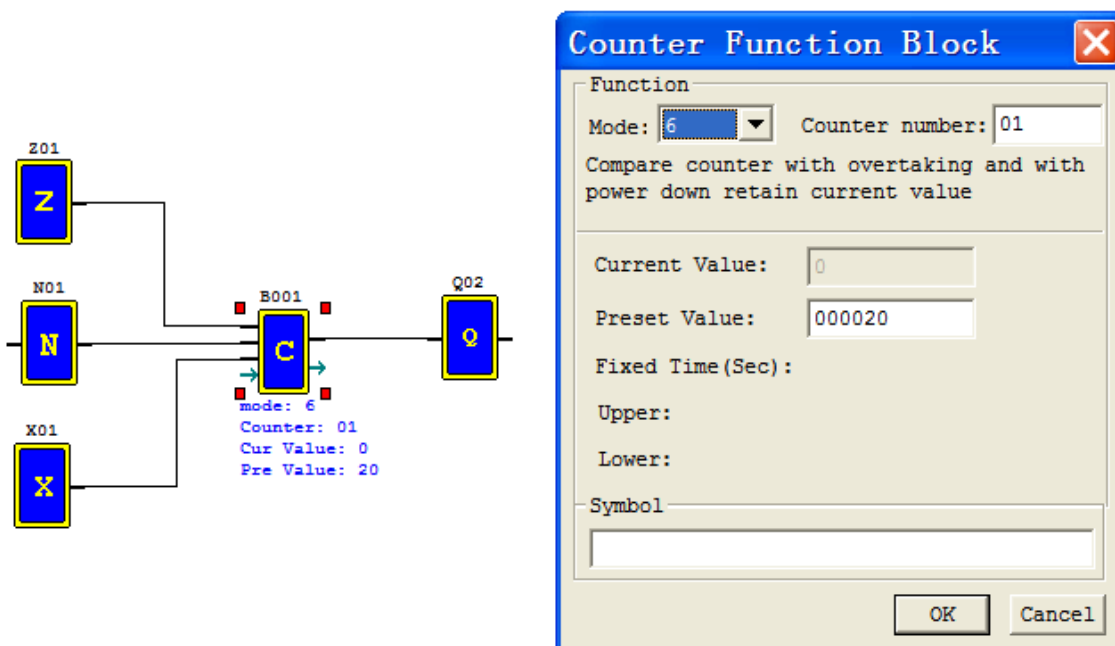 Z01
Z
N01
N
X01
X
B001
C
mode: 6
Counter: 01
Cur Value: 0
Pre Value: 20
Q02
Q
Counter Function Block
Function
Mode: 6 Counter number: 01
Compare counter with overtaking and with
power down retain current value
Current Value: 0
Preset Value: 000020
Fixed Time(Sec):
Upper:
Lower:
Symbol
OK Cancel